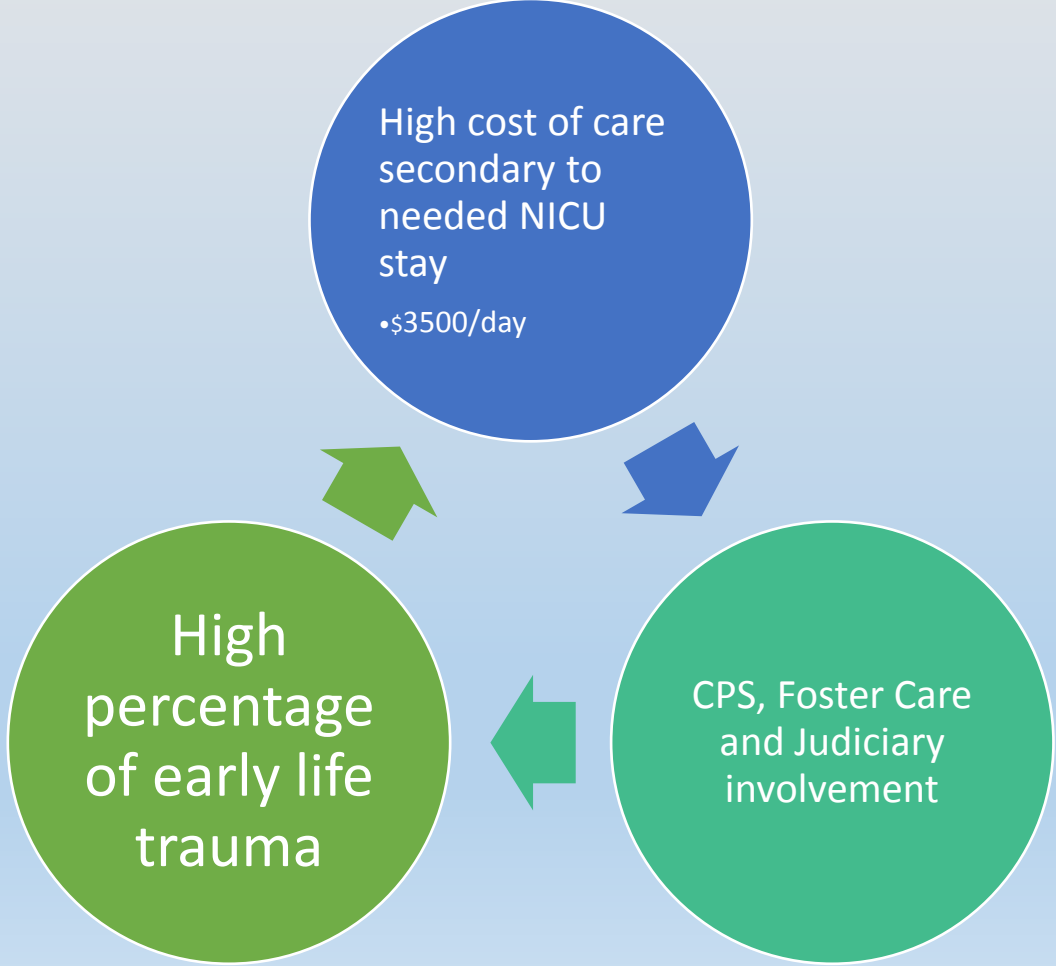 High cost of care
secondary to
needed NICU
stay
•$3500/day
CPS, Foster Care
and Judiciary
involvement
High
percentage
of early life
trauma